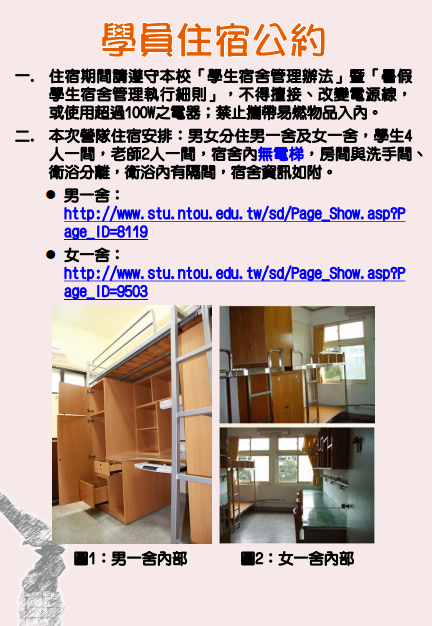 學員住宿公約
一. 住宿期間請遵守本校「學生宿舍管理辦法」暨「暑假
學生宿舍管理執行細則」，不得擅接、改變電源線，
或使用超過100W之電器；禁止攜帶易燃物品入內。
二. 本次營隊住宿安排：男女分住男一舍及女一舍，學生4
人一間，老師2人一間，宿舍內無電梯，房間與洗手間、
衛浴分離，衛浴內有隔間，宿舍資訊如附。
● 男一舍：
http://www.stu.ntou.edu.tw/sd/Page_Show.asp?P
age_ID=8119
● 女一舍：
http://www.stu.ntou.edu.tw/sd/Page_Show.asp?P
age_ID=9503
圖1：男一舍內部
圖2：女一舍內部